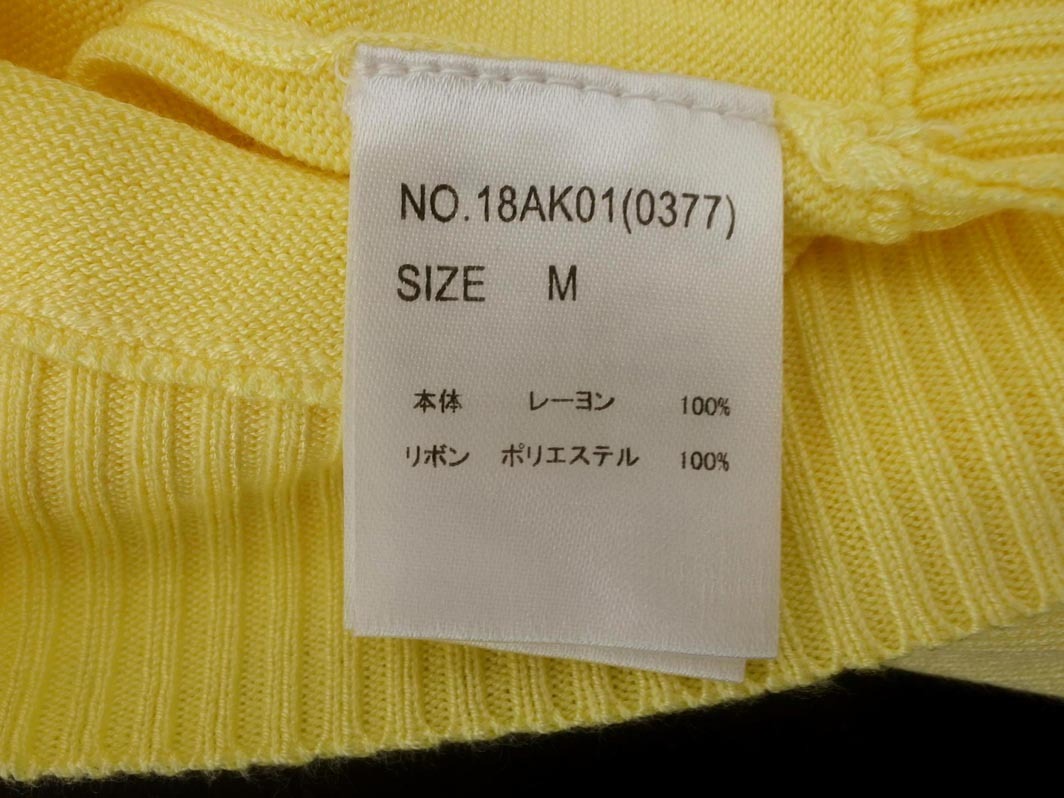 NO.18AK01(0377)
SIZE M
本体 レーヨン 100%
リボン ポリエステル 100%